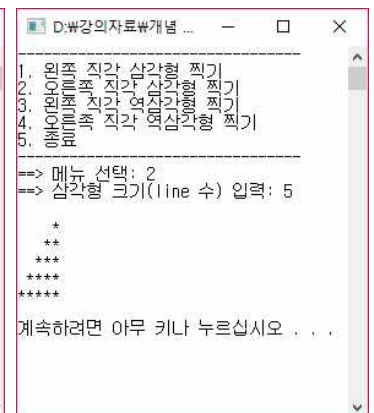 D:₩강의자료₩개념 ...
---------------------------------
1. 왼쪽 직각 삼각형 찍기
2. 오른쪽 직각 삼각형 찍기
3. 왼쪽 직각 역삼각형 찍기
4. 오른족 직각 역삼각형 찍기
5. 종료
---------------------------------
==> 메뉴 선택: 2
==> 삼각형 크기(line 수) 입력: 5
    *
   **
  ***
 ****
*****
계속하려면 아무 키나 누르십시오 . . .